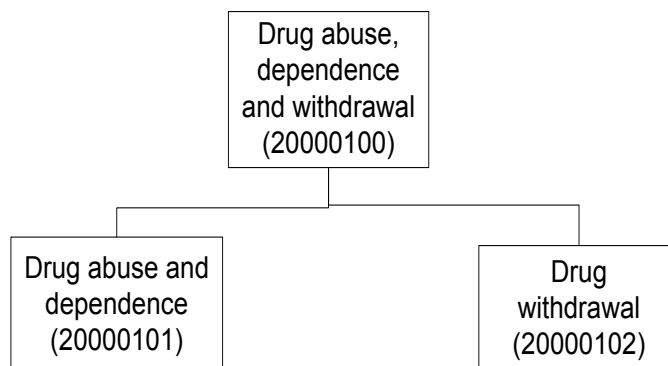 Drug abuse,
dependence
and withdrawal
(20000100)
Drug abuse and
dependence
(20000101)
Drug
withdrawal
(20000102)